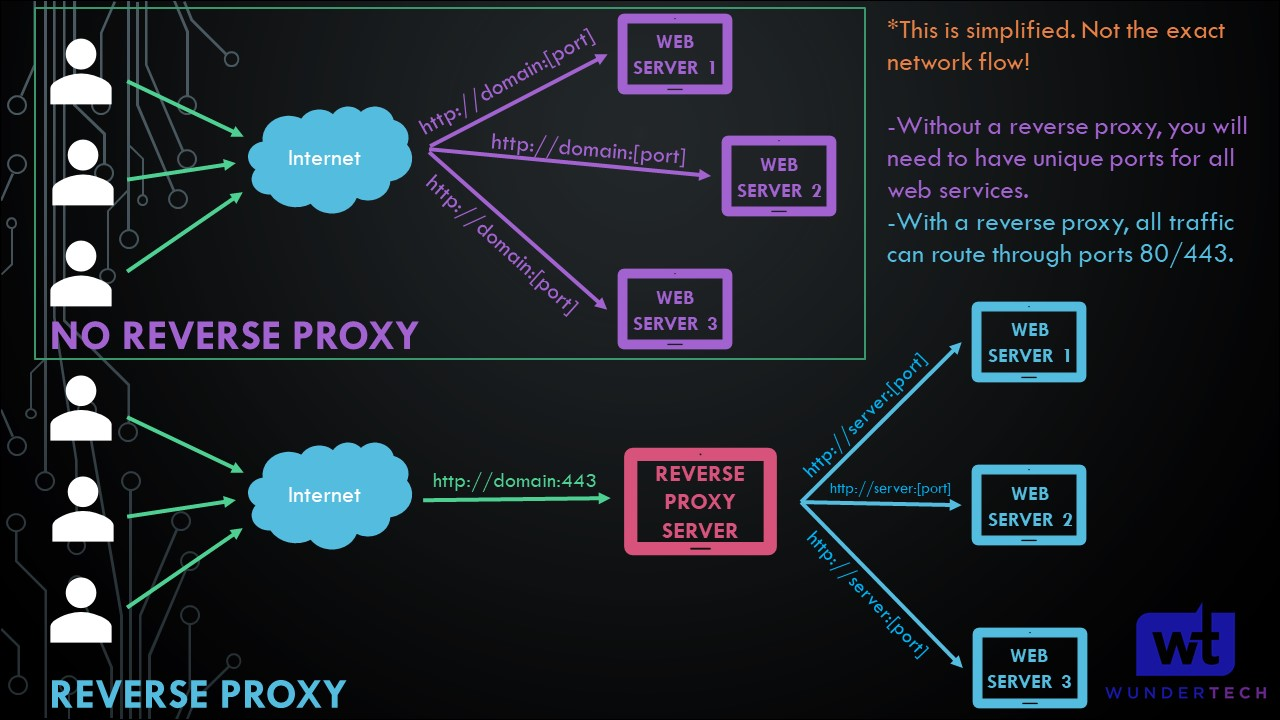 http://domain:[port]
WEB
SERVER 1
Internet
http://domain:[port]
WEB
SERVER 2
http://domain:[port]
WEB
SERVER 3
NO REVERSE PROXY
*This is simplified. Not the exact
network flow!
-Without a reverse proxy, you will
need to have unique ports for all
web services.
-With a reverse proxy, all traffic
can route through ports 80/443.
Internet
http://domain:443
REVERSE
PROXY
SERVER
http://server:[port]
WEB
SERVER 1
http://server:[port]
WEB
SERVER 2
http://server:[port]
WEB
SERVER 3
REVERSE PROXY
wt
WUNDERTECH